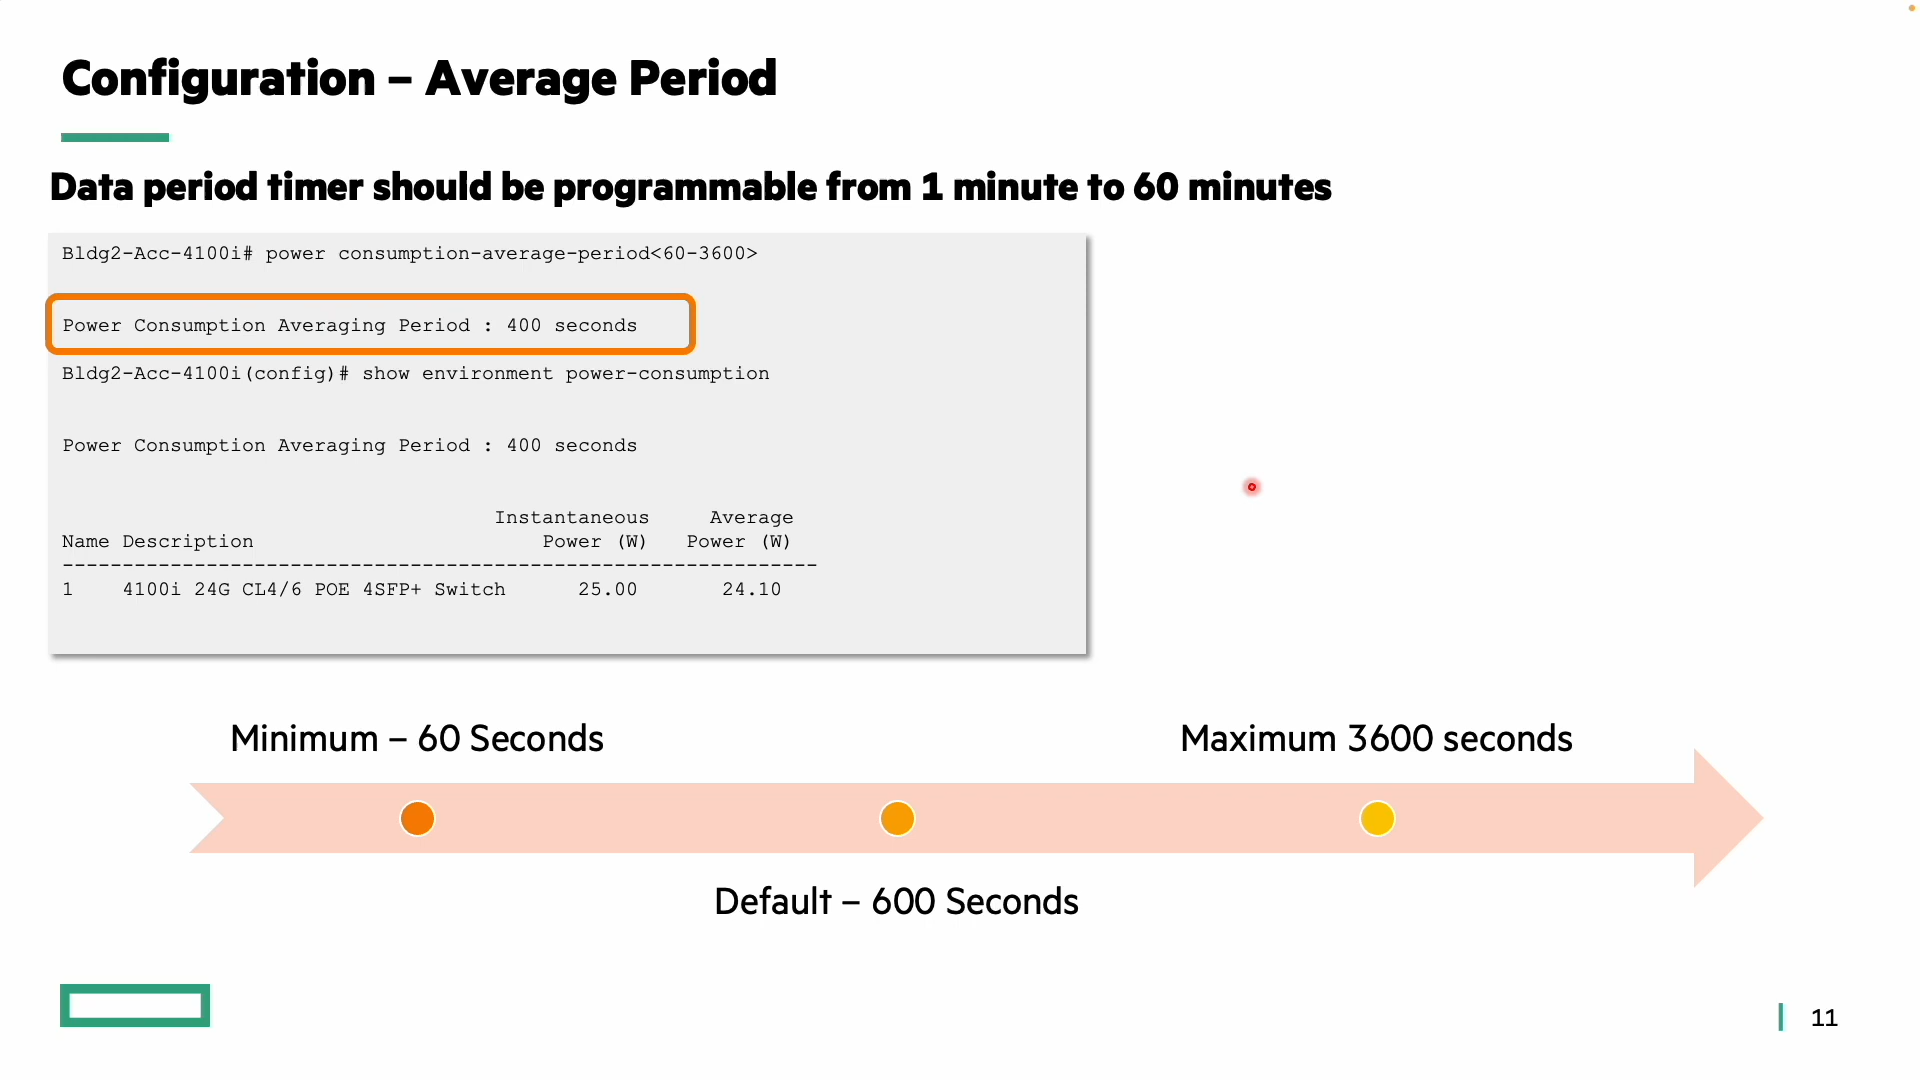 Configuration – Average Period
Data period timer should be programmable from 1 minute to 60 minutes
Bldg2-Acc-4100i# power consumption-average-period<60-3600>
Power Consumption Averaging Period : 400 seconds
Bldg2-Acc-4100i(config)# show environment power-consumption
Power Consumption Averaging Period : 400 seconds
Instantaneous Average
Name Description Power (W) Power (W)
---------------------------------------------------------------
1 4100i 24G CL4/6 POE 4SFP+ Switch 25.00 24.10
Minimum – 60 Seconds
Maximum 3600 seconds
Default – 600 Seconds
11